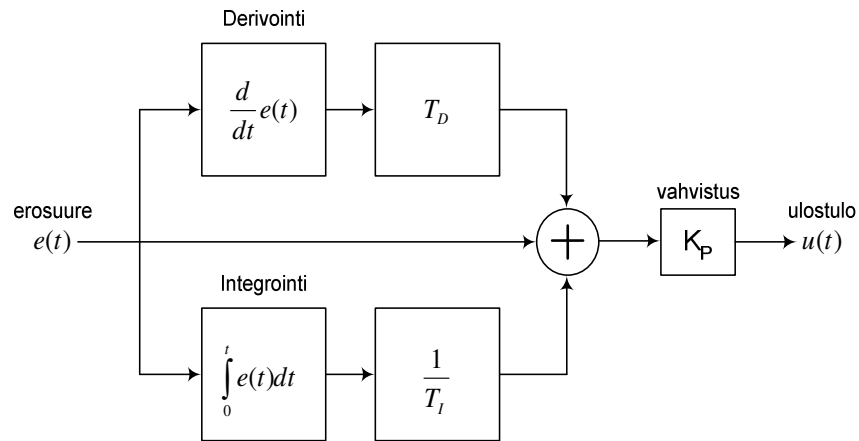 Derivointi
d/dt e(t)
T_D
erosuure
e(t)
+
vahvistus
K_P
ulostulo
u(t)
Integrointi
∫₀ᵗ e(t)dt
1/T_I